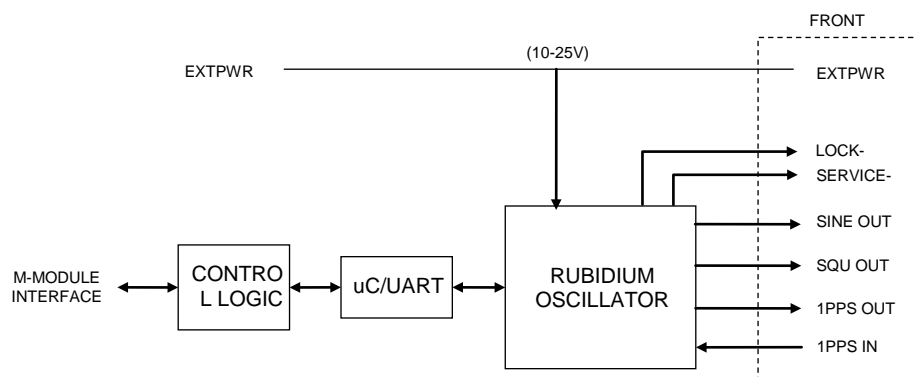 FRONT
(10-25V)
EXTPWR
EXTPWR
LOCK-
SERVICE-
SINE OUT
M-MODULE
INTERFACE
CONTRO
L LOGIC
uC/UART
RUBIDIUM
OSCILLATOR
SQU OUT
1PPS OUT
1PPS IN